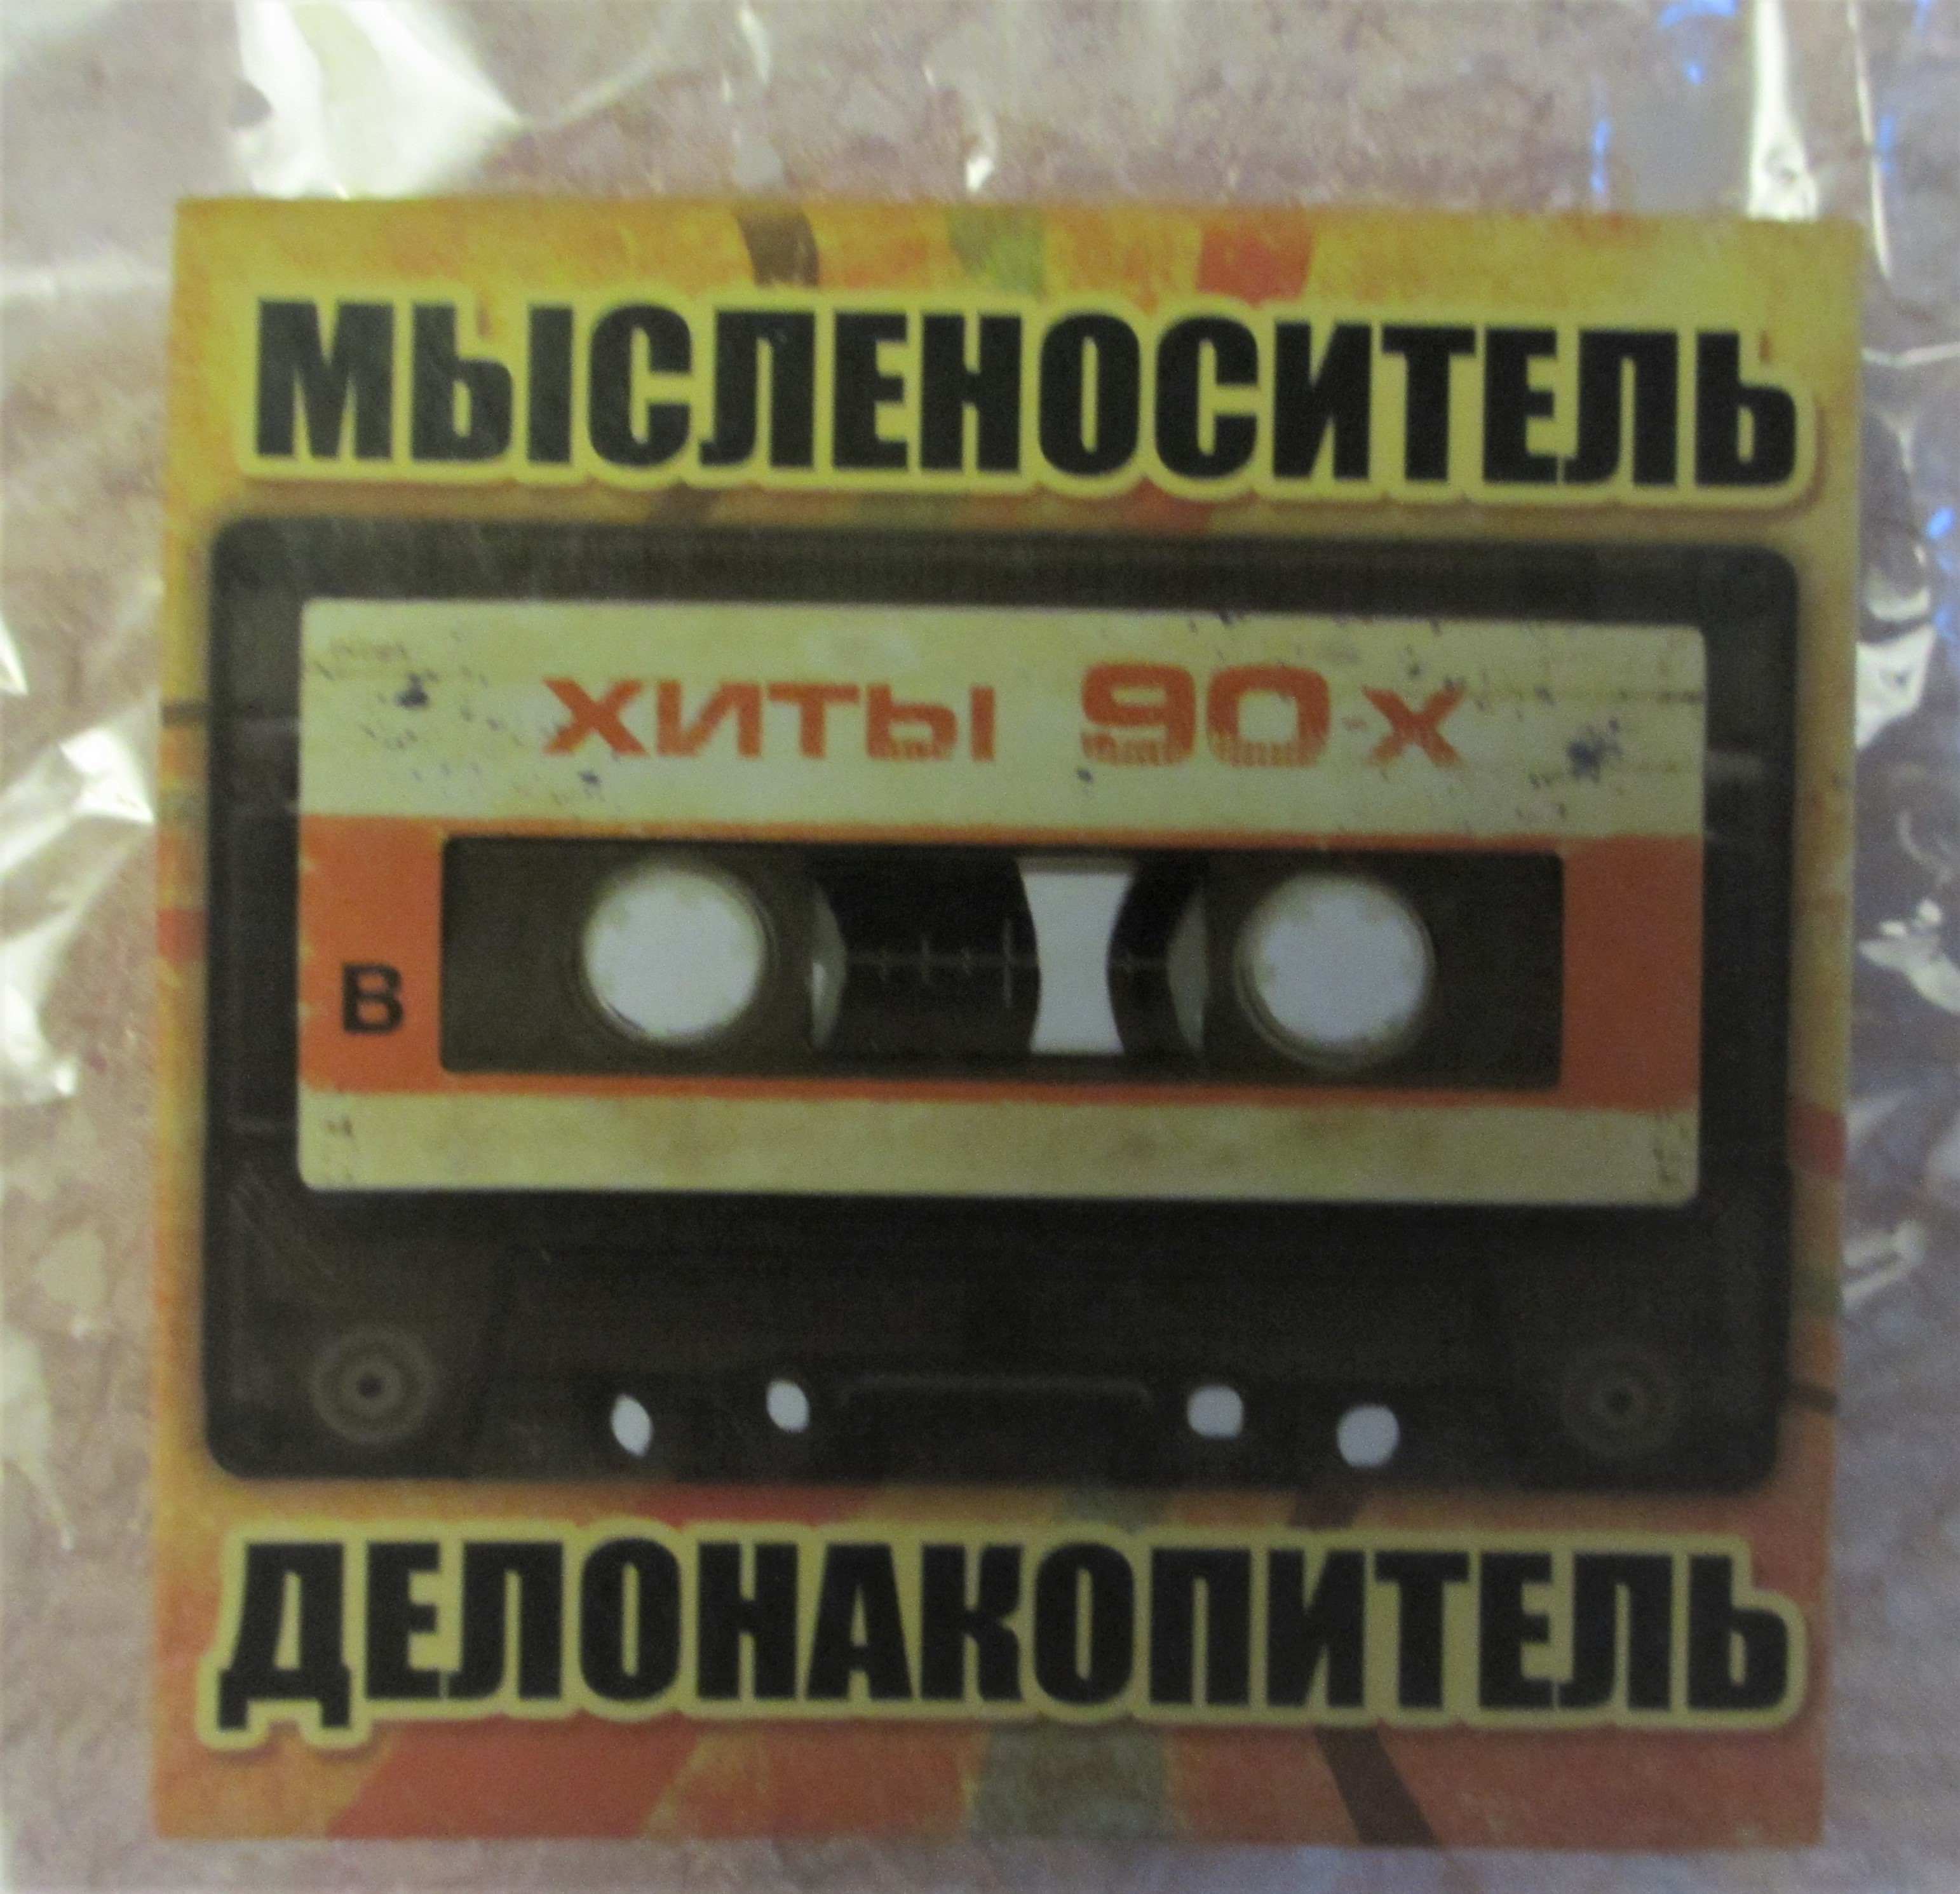 МЫСЛЕНОСИТЕЛЬ
ХИТЫ 90-Х
B
ДЕЛОНАКОПИТЕЛЬ